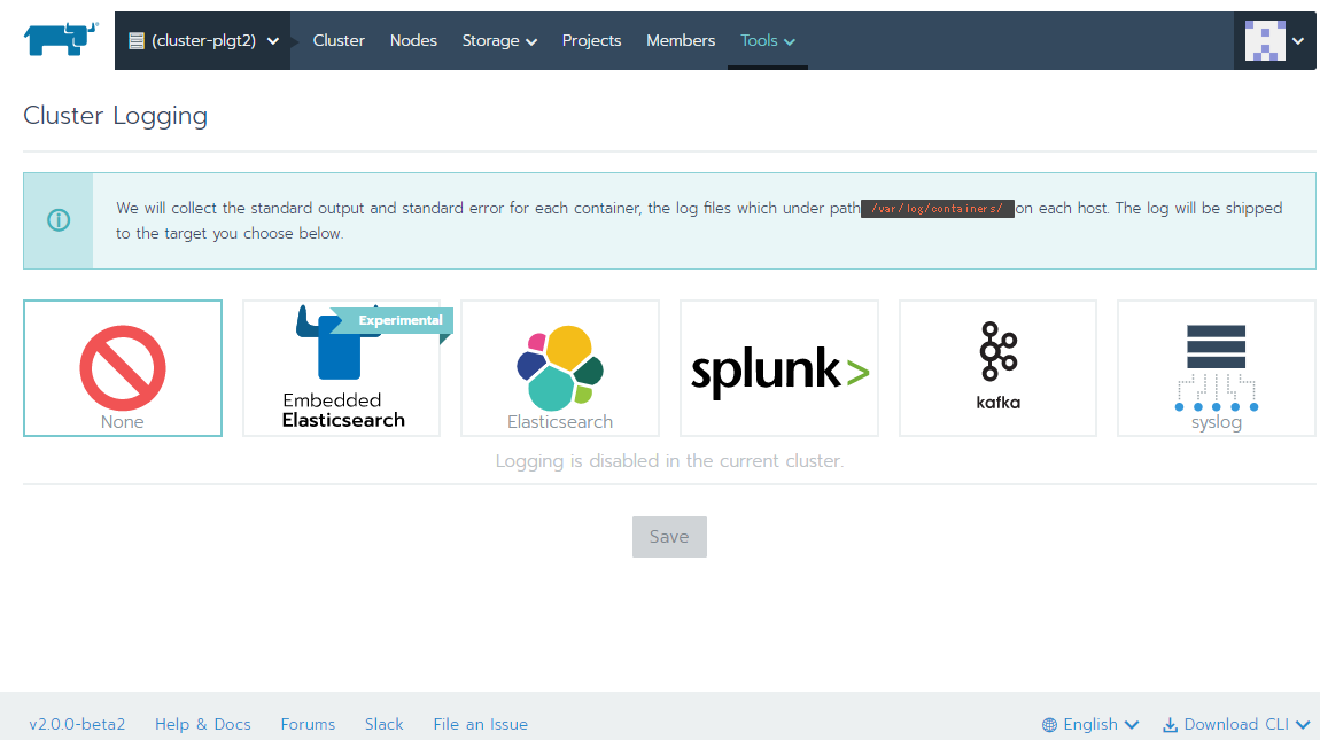 (cluster-plgt2) Cluster Nodes Storage Projects Members Tools
Cluster Logging
We will collect the standard output and standard error for each container, the log files which under path /var/log/containers/ on each host. The log will be shipped
to the target you choose below.
None
Experimental
Embedded
Elasticsearch
Elasticsearch
splunk>
kafka
syslog
Logging is disabled in the current cluster.
Save
v2.0.0-beta2 Help & Docs Forums Slack File an Issue English Download CLI